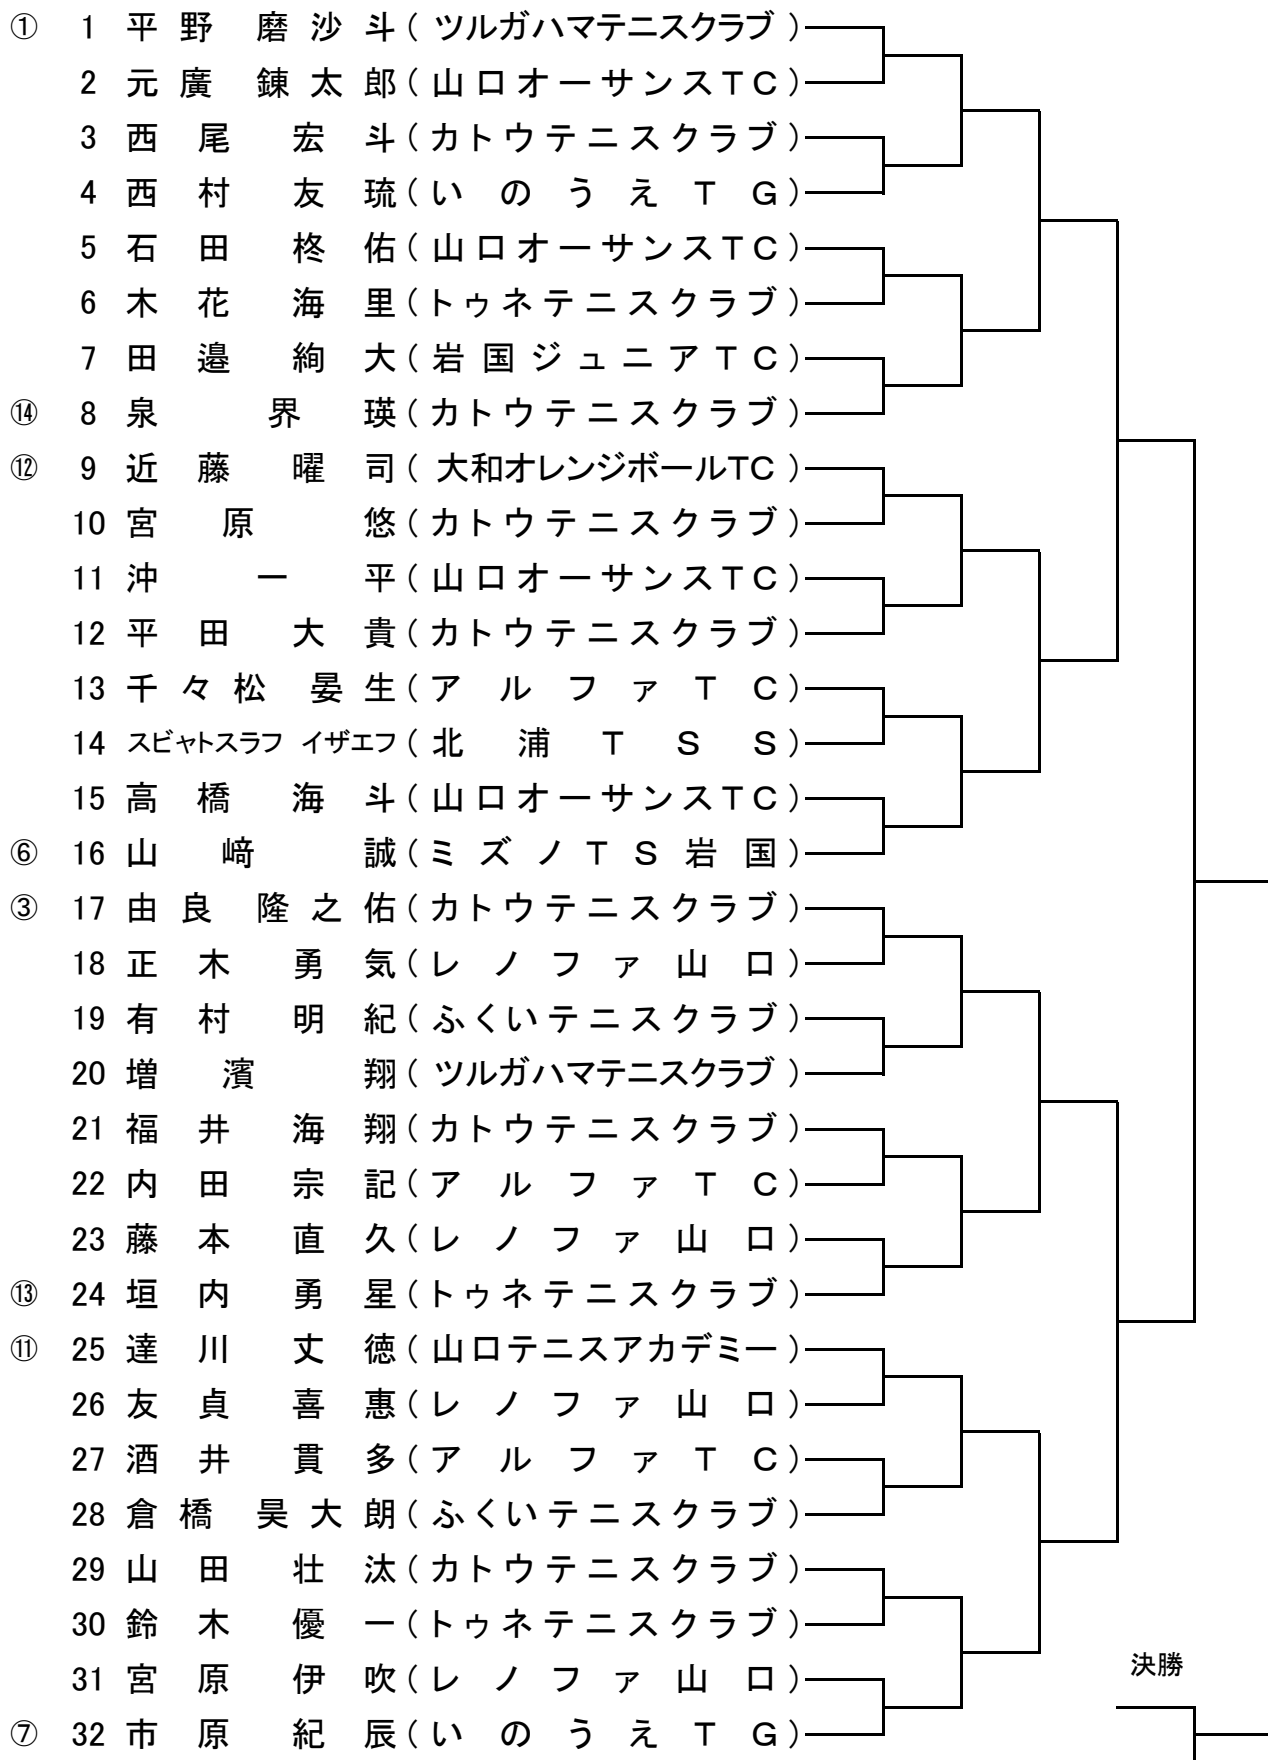 ① 1 平野 磨沙斗(ツルガハマテニスクラブ)
2 元廣 錬太郎(山口オーサンスTC)
3 西尾 宏斗(カトウテニスクラブ)
4 西村 友琉(いのうえTG)
5 石田 柊佑(山口オーサンスTC)
6 木花 海里(トゥネテニスクラブ)
7 田邉 絢大(岩国ジュニアTC)
⑭ 8 泉 界瑛(カトウテニスクラブ)
⑫ 9 近藤 曜司(大和オレンジボールTC)
10 宮原 悠(カトウテニスクラブ)
11 沖 一平(山口オーサンスTC)
12 平田 大貴(カトウテニスクラブ)
13 千々松 晏生(アルファTC)
14 スビャトスラフ イザエフ(北浦TSS)
15 高橋 海斗(山口オーサンスTC)
⑥ 16 山﨑 誠(ミズノTS岩国)
③ 17 由良 隆之佑(カトウテニスクラブ)
18 正木 勇気(レノファ山口)
19 有村 明紀(ふくいテニスクラブ)
20 増濱 翔(ツルガハマテニスクラブ)
21 福井 海翔(カトウテニスクラブ)
22 内田 宗記(アルファTC)
23 藤本 直久(レノファ山口)
⑬ 24 垣内 勇星(トゥネテニスクラブ)
⑪ 25 達川 丈徳(山口テニスアカデミー)
26 友貞 喜惠(レノファ山口)
27 酒井 貫多(アルファTC)
28 倉橋 昊大朗(ふくいテニスクラブ)
29 山田 壮汰(カトウテニスクラブ)
30 鈴木 優一(トゥネテニスクラブ)
31 宮原 伊吹(レノファ山口)
決勝
⑦ 32 市原 紀辰(いのうえTG)